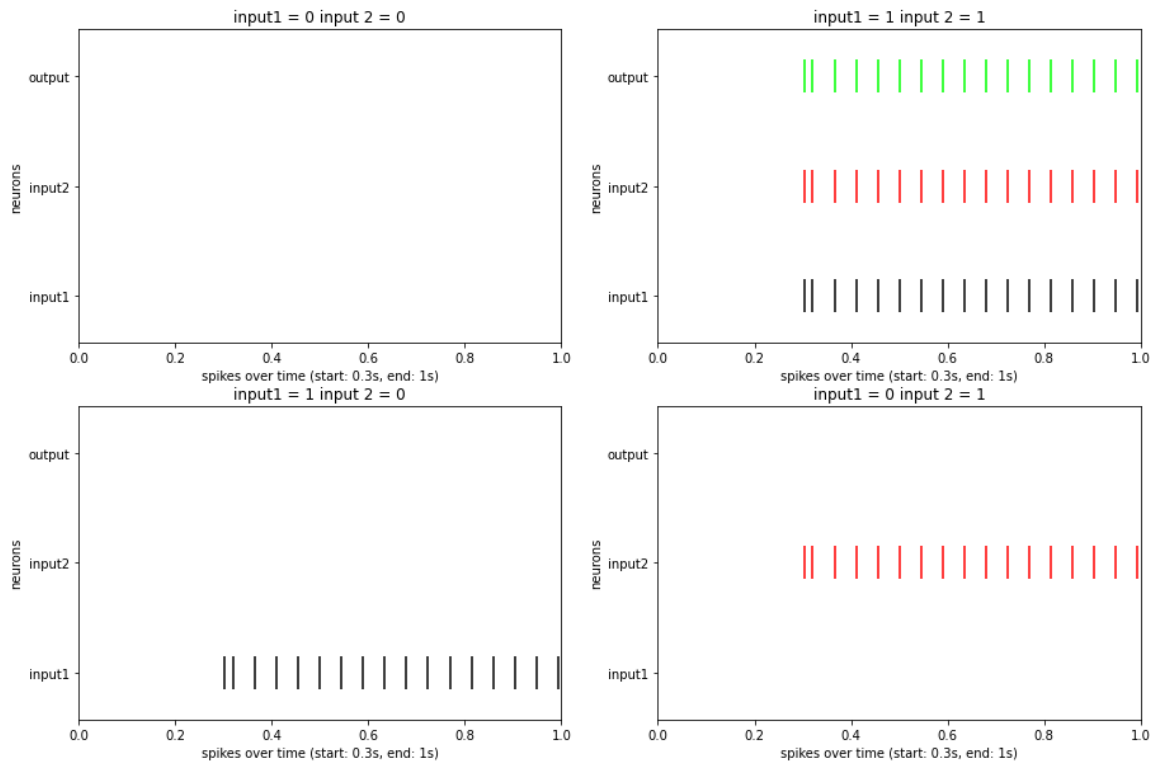 input1 = 0 input 2 = 0
output
input2
input1
neurons
0.0 0.2 0.4 0.6 0.8 1.0
spikes over time (start: 0.3s, end: 1s)
input1 = 1 input 2 = 1
output
input2
input1
neurons
0.0 0.2 0.4 0.6 0.8 1.0
spikes over time (start: 0.3s, end: 1s)
input1 = 1 input 2 = 0
output
input2
input1
neurons
0.0 0.2 0.4 0.6 0.8 1.0
spikes over time (start: 0.3s, end: 1s)
input1 = 0 input 2 = 1
output
input2
input1
neurons
0.0 0.2 0.4 0.6 0.8 1.0
spikes over time (start: 0.3s, end: 1s)